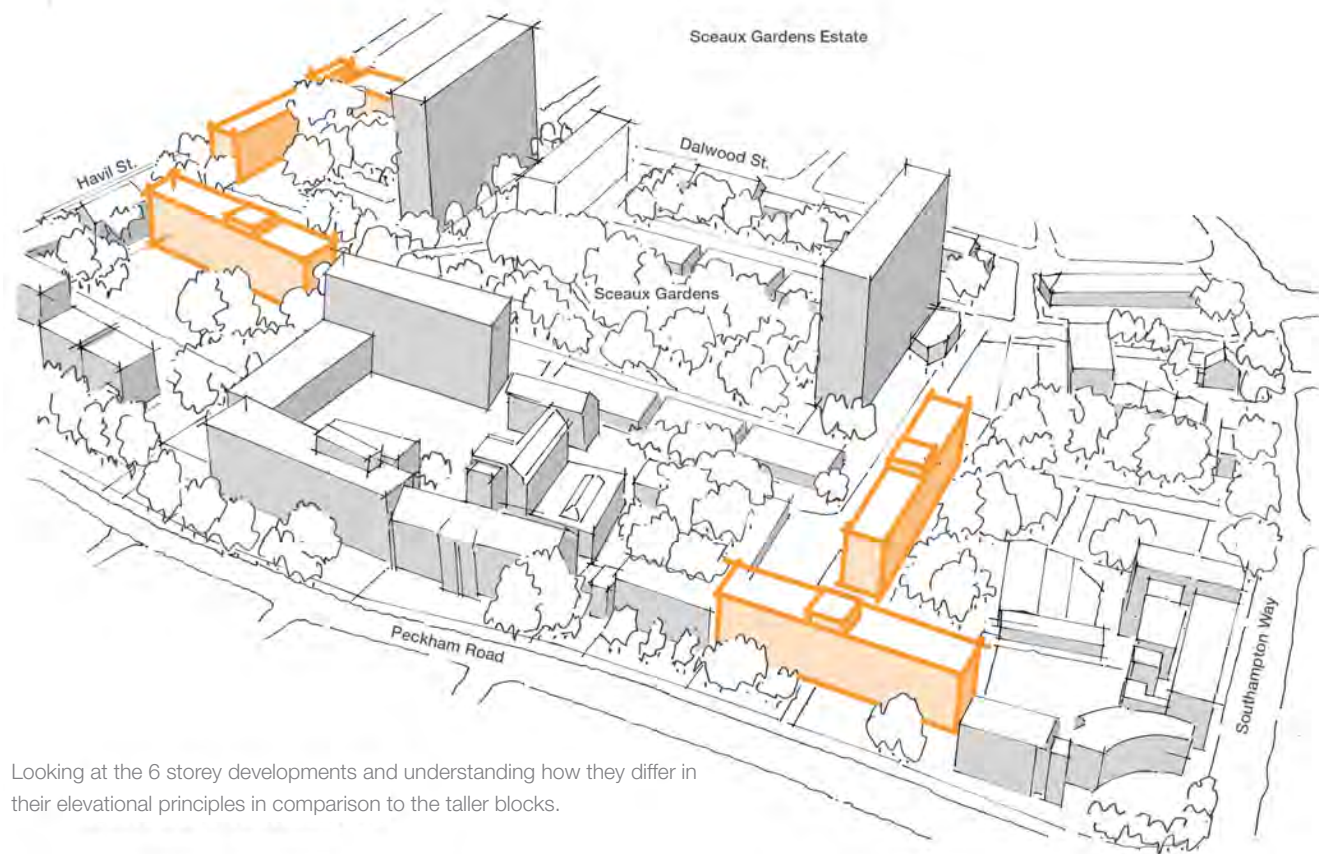 Sceaux Gardens Estate
Havil St.
Dalwood St.
Sceaux Gardens
Peckham Road
Southampton Way
Looking at the 6 storey developments and understanding how they differ in
their elevational principles in comparison to the taller blocks.